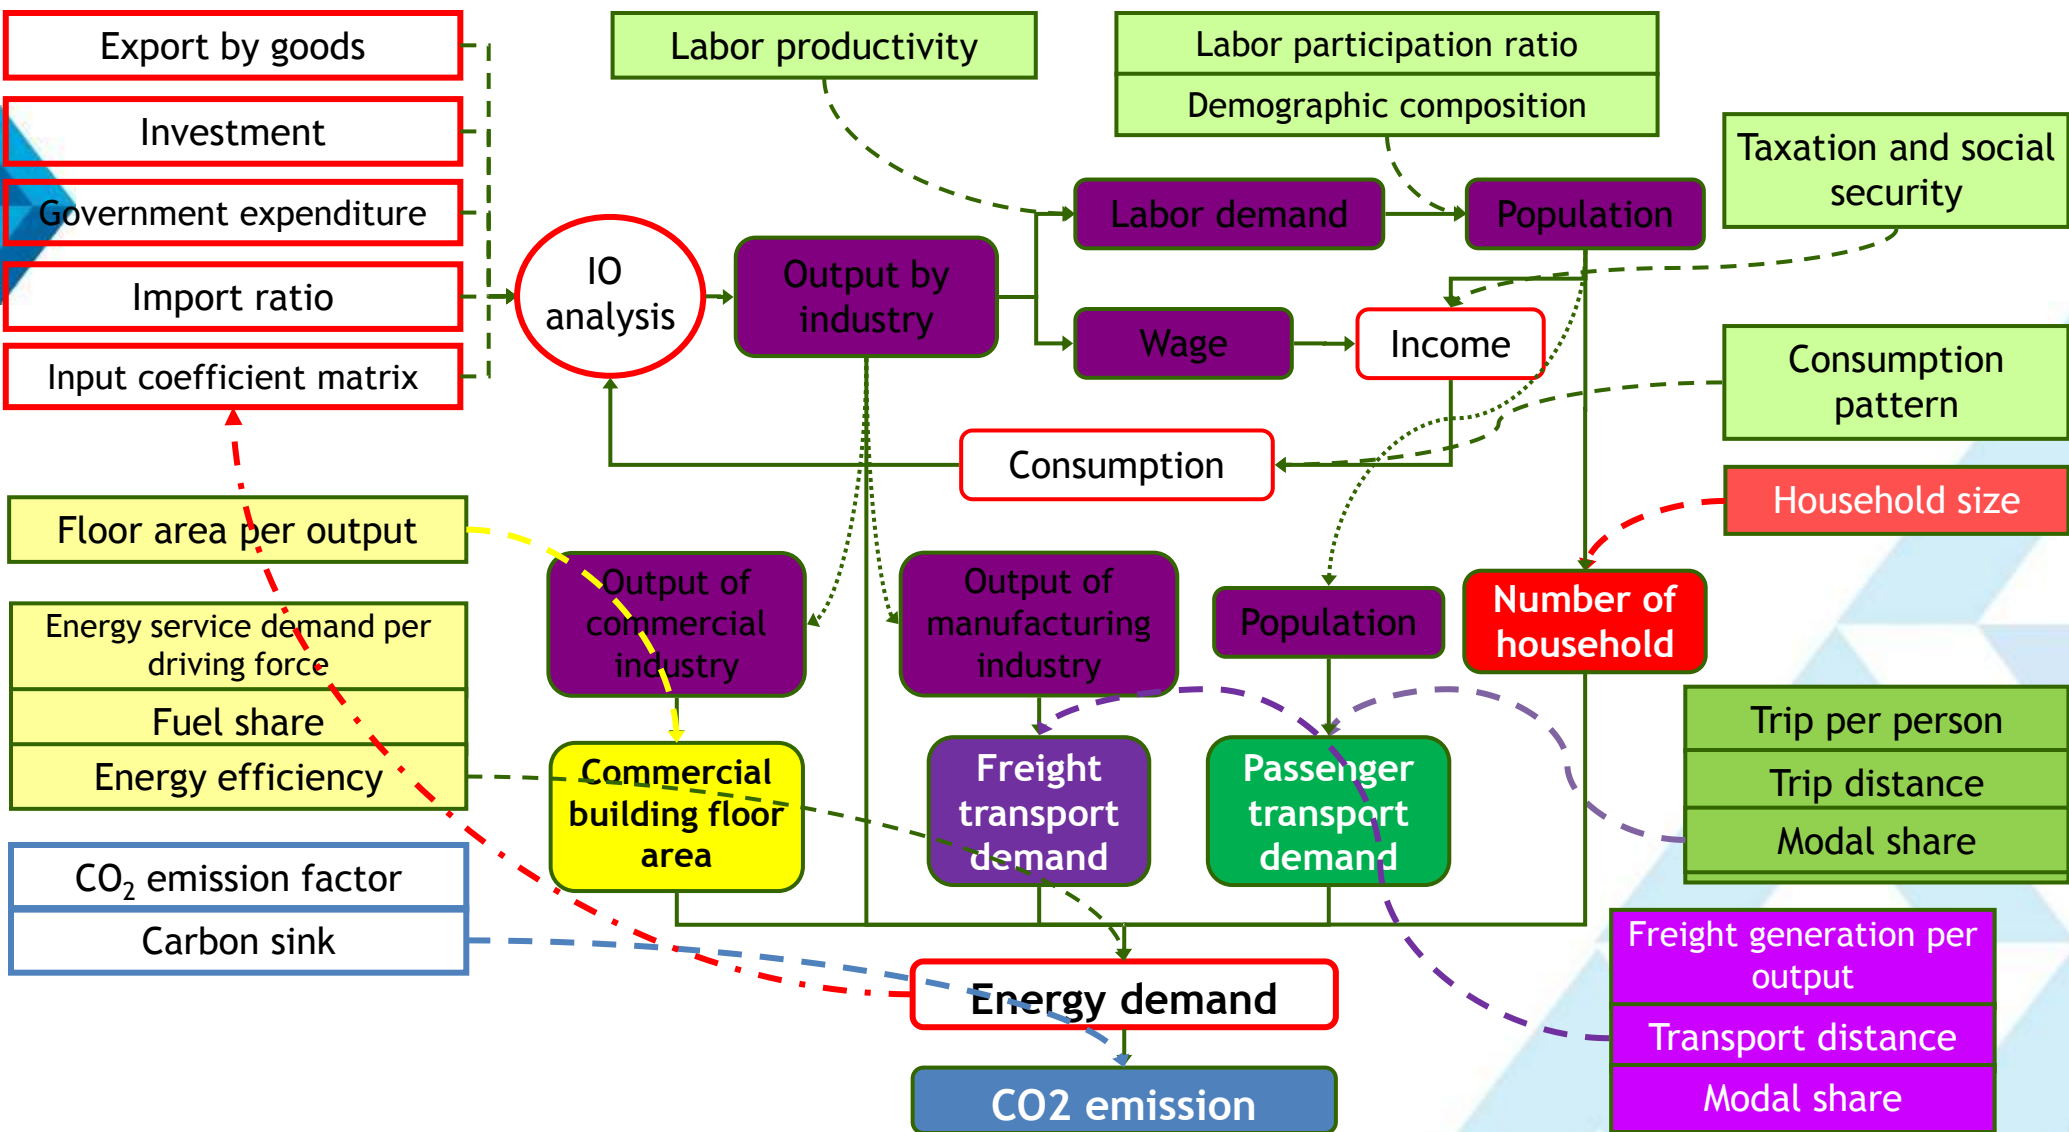 Export by goods
Investment
Government expenditure
Import ratio
Input coefficient matrix
Labor productivity
Labor participation ratio
Demographic composition
Taxation and social
security
IO
analysis
Output by
industry
Labor demand
Population
Wage
Income
Consumption
Consumption
pattern
Household size
Floor area per output
Energy service demand per
driving force
Fuel share
Energy efficiency
Output of
commercial
industry
Output of
manufacturing
industry
Population
Number of
household
Commercial
building floor
area
Freight
transport
demand
Passenger
transport
demand
Trip per person
Trip distance
Modal share
CO₂ emission factor
Carbon sink
Freight generation per
output
Transport distance
Modal share
Energy demand
CO2 emission